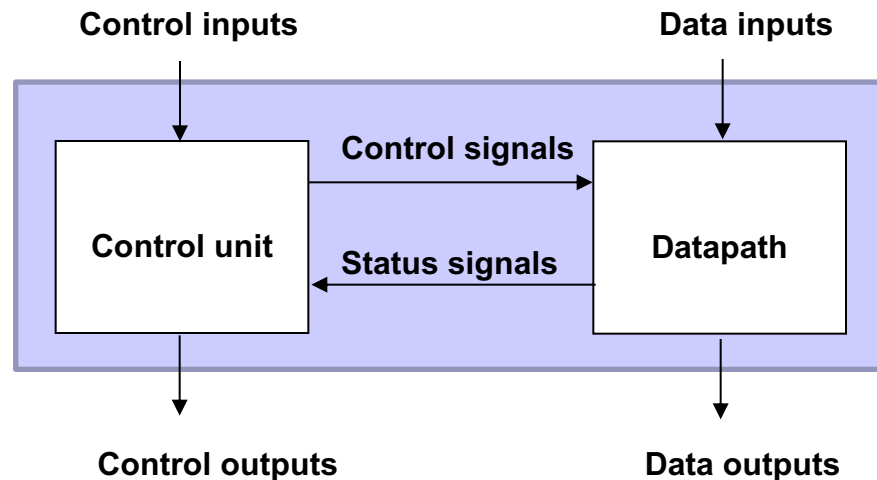 Control inputs
Data inputs
Control signals
Control unit
Datapath
Status signals
Control outputs
Data outputs